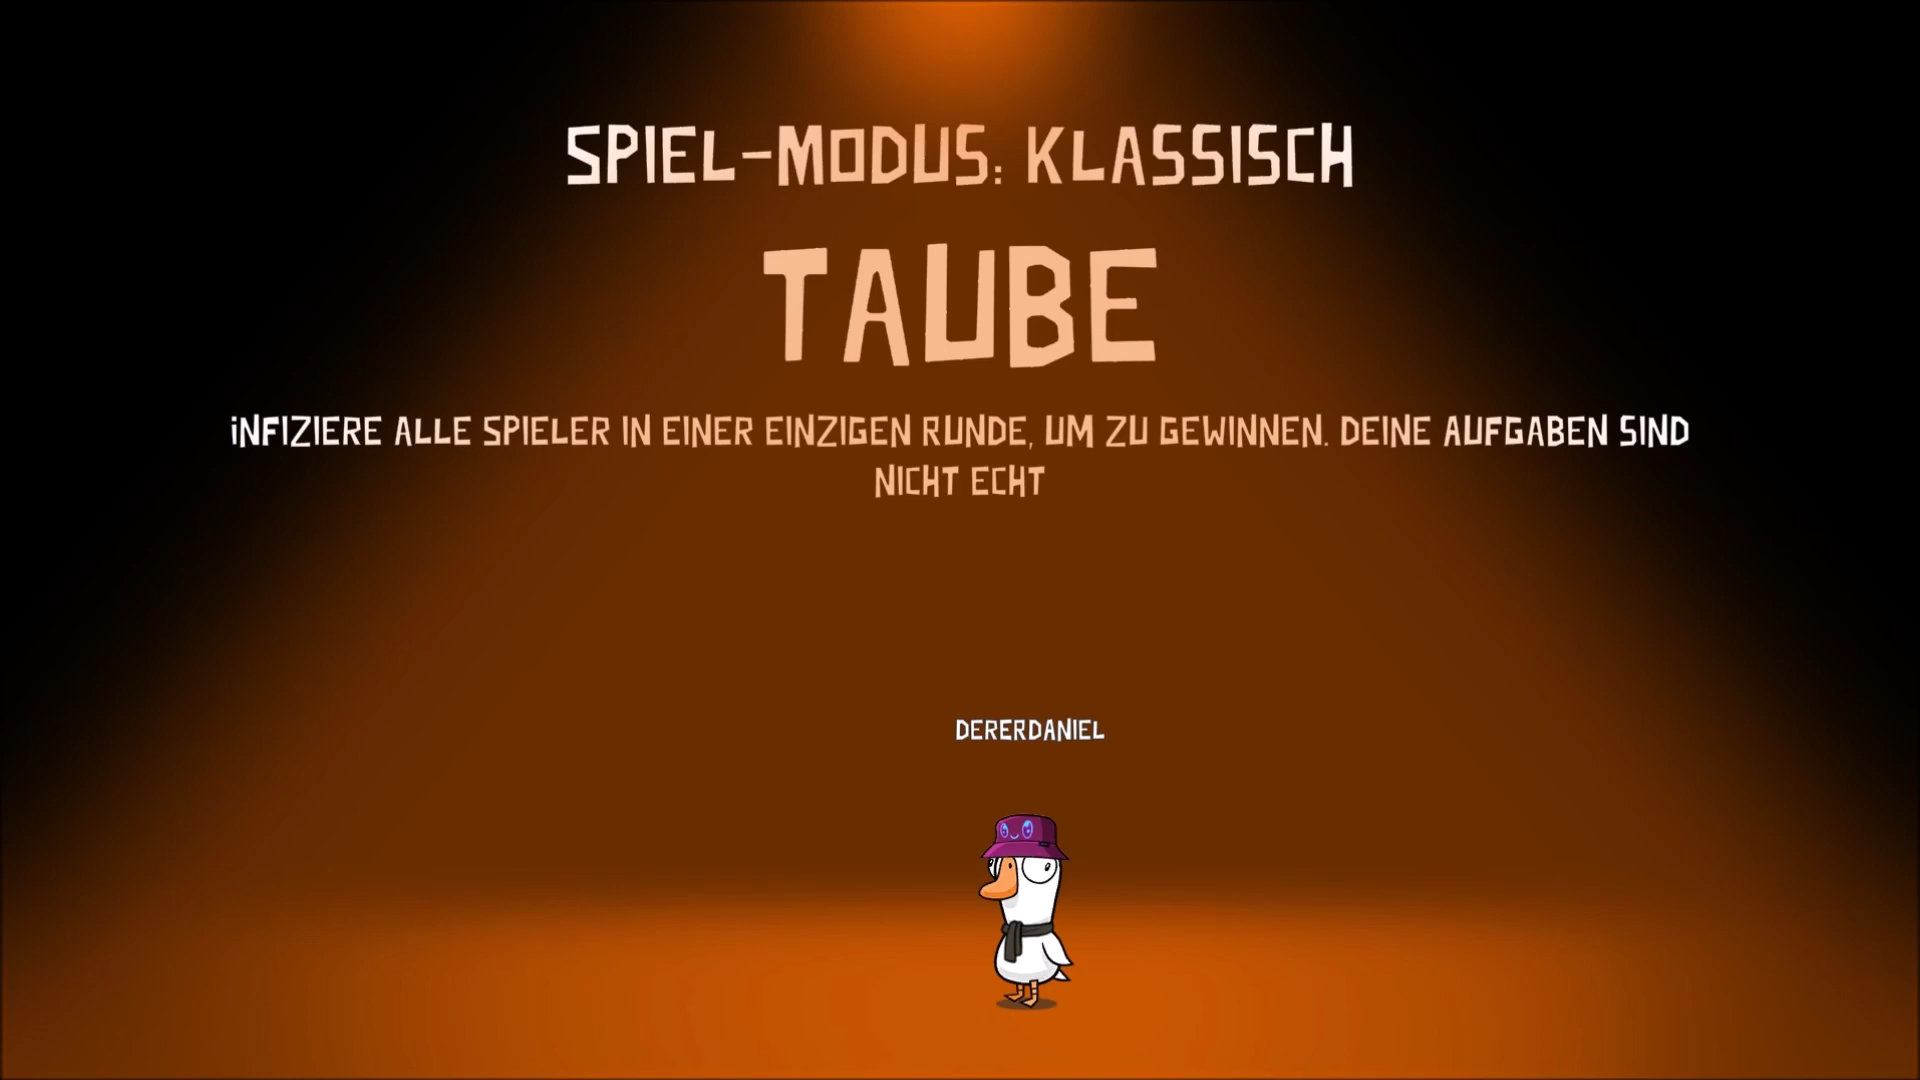 SPIEL-MODUS: KLASSISCH
TAUBE
iNFIZIERE ALLE SPIELER IN EINER EINZIGEN RUNDE, UM ZU GEWINNEN. DEINE AUFGABEN SIND
NICHT ECHT
DERERDANIEL